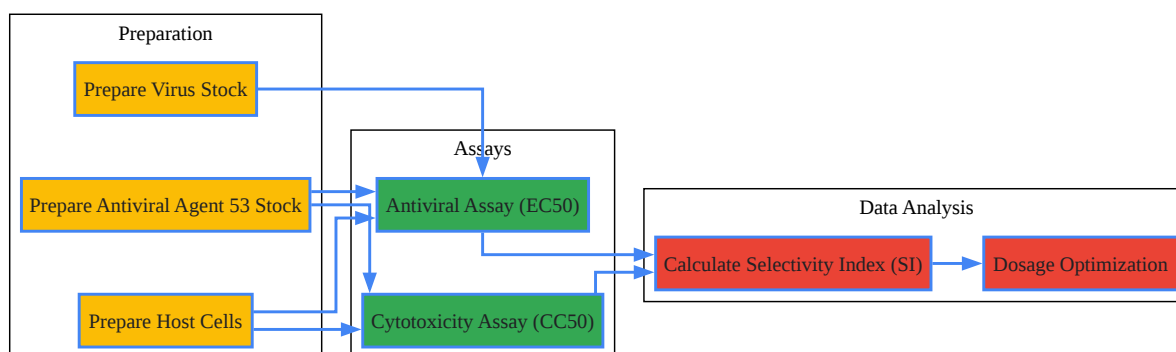 Preparation
Prepare Virus Stock
Prepare Antiviral Agent 53 Stock
Prepare Host Cells
Assays
Antiviral Assay (EC50)
Cytotoxicity Assay (CC50)
Data Analysis
Calculate Selectivity Index (SI)
Dosage Optimization